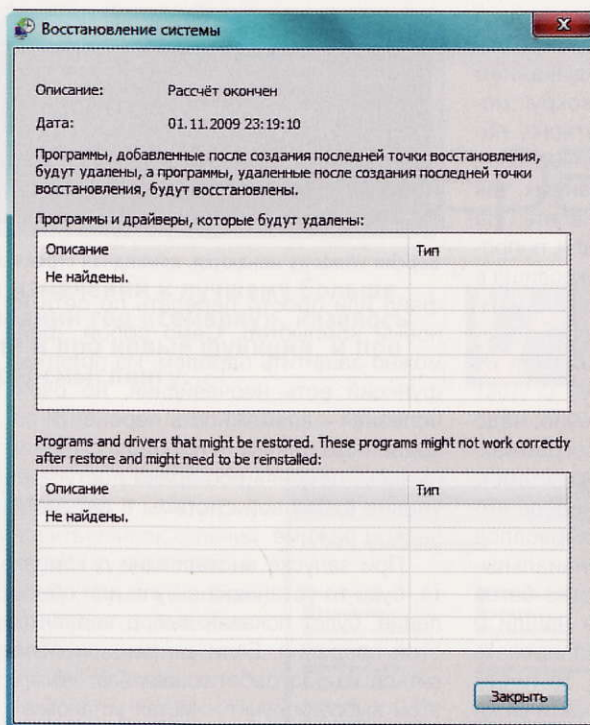 Восстановление системы
Описание: Рассчёт окончен
Дата: 01.11.2009 23:19:10
Программы, добавленные после создания последней точки восстановления,
будут удалены, а программы, удаленные после создания последней точки
восстановления, будут восстановлены.
Программы и драйверы, которые будут удалены:
Описание Тип
Не найдены.
Programs and drivers that might be restored. These programs might not work correctly
after restore and might need to be reinstalled:
Описание Тип
Не найдены.
Закрыть